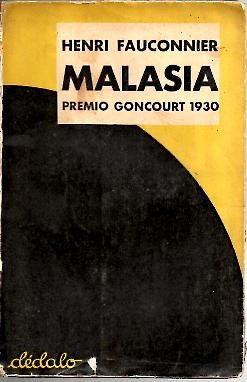 HENRI FAUCONNIER
MALASIA
PREMIO GONCOURT 1930
dédalo